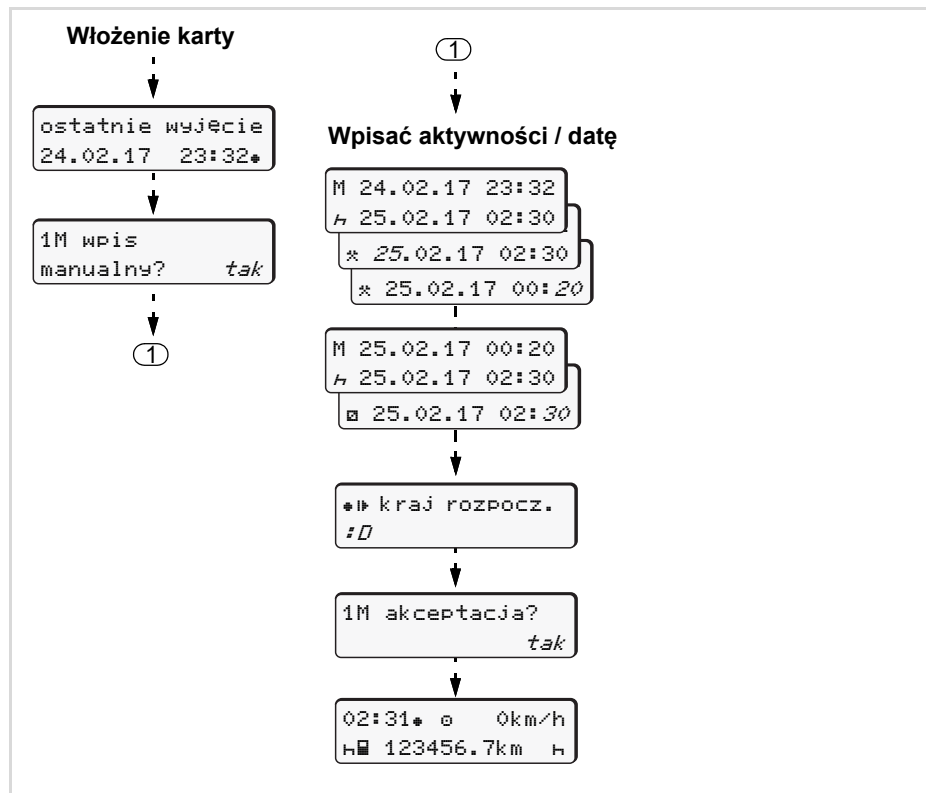 Włożenie karty
ostatnie wyjęcie
24.02.17 23:32
1M wpis
manualny? tak
1
1
Wpisać aktywności / datę
M 24.02.17 23:32
25.02.17 02:30
25.02.17 02:30
25.02.17 00:20
M 25.02.17 00:20
25.02.17 02:30
25.02.17 02:30
kraj rozpocz.
:D
1M akceptacja?
tak
02:31 0km/h
123456.7km